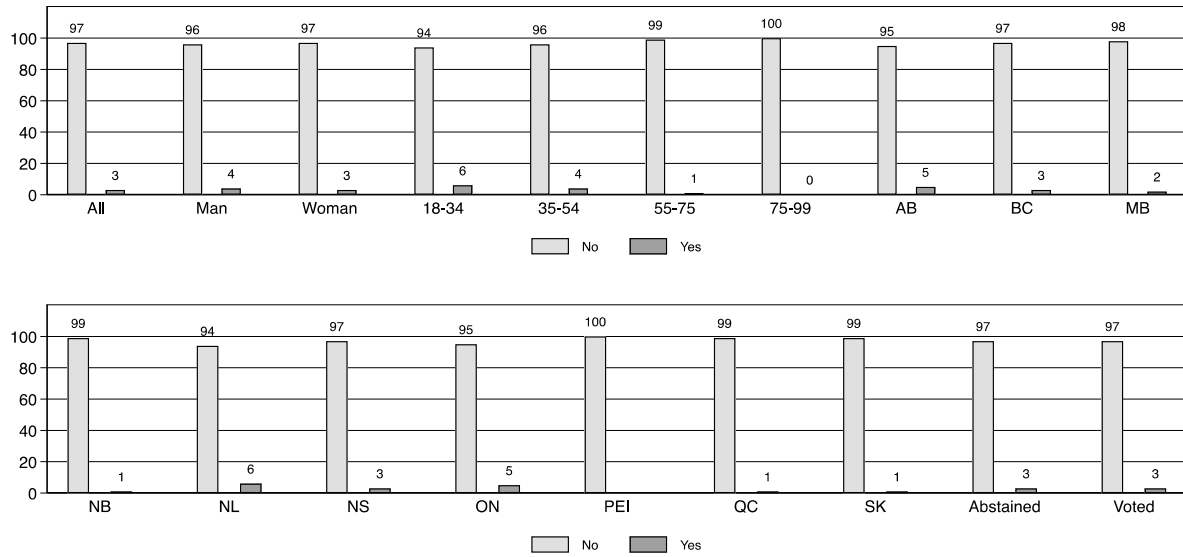 97 96 97 94 96 99 100 95 97 98
100
80
60
40
20
0
3 4 3 6 4 1 0 5 3 2
All Man Woman 18-34 35-54 55-75 75-99 AB BC MB
No Yes
99 94 97 95 100 99 99 97 97
100
80
60
40
20
0
1 6 3 5 1 1 3 3
NB NL NS ON PEI QC SK Abstained Voted
No Yes